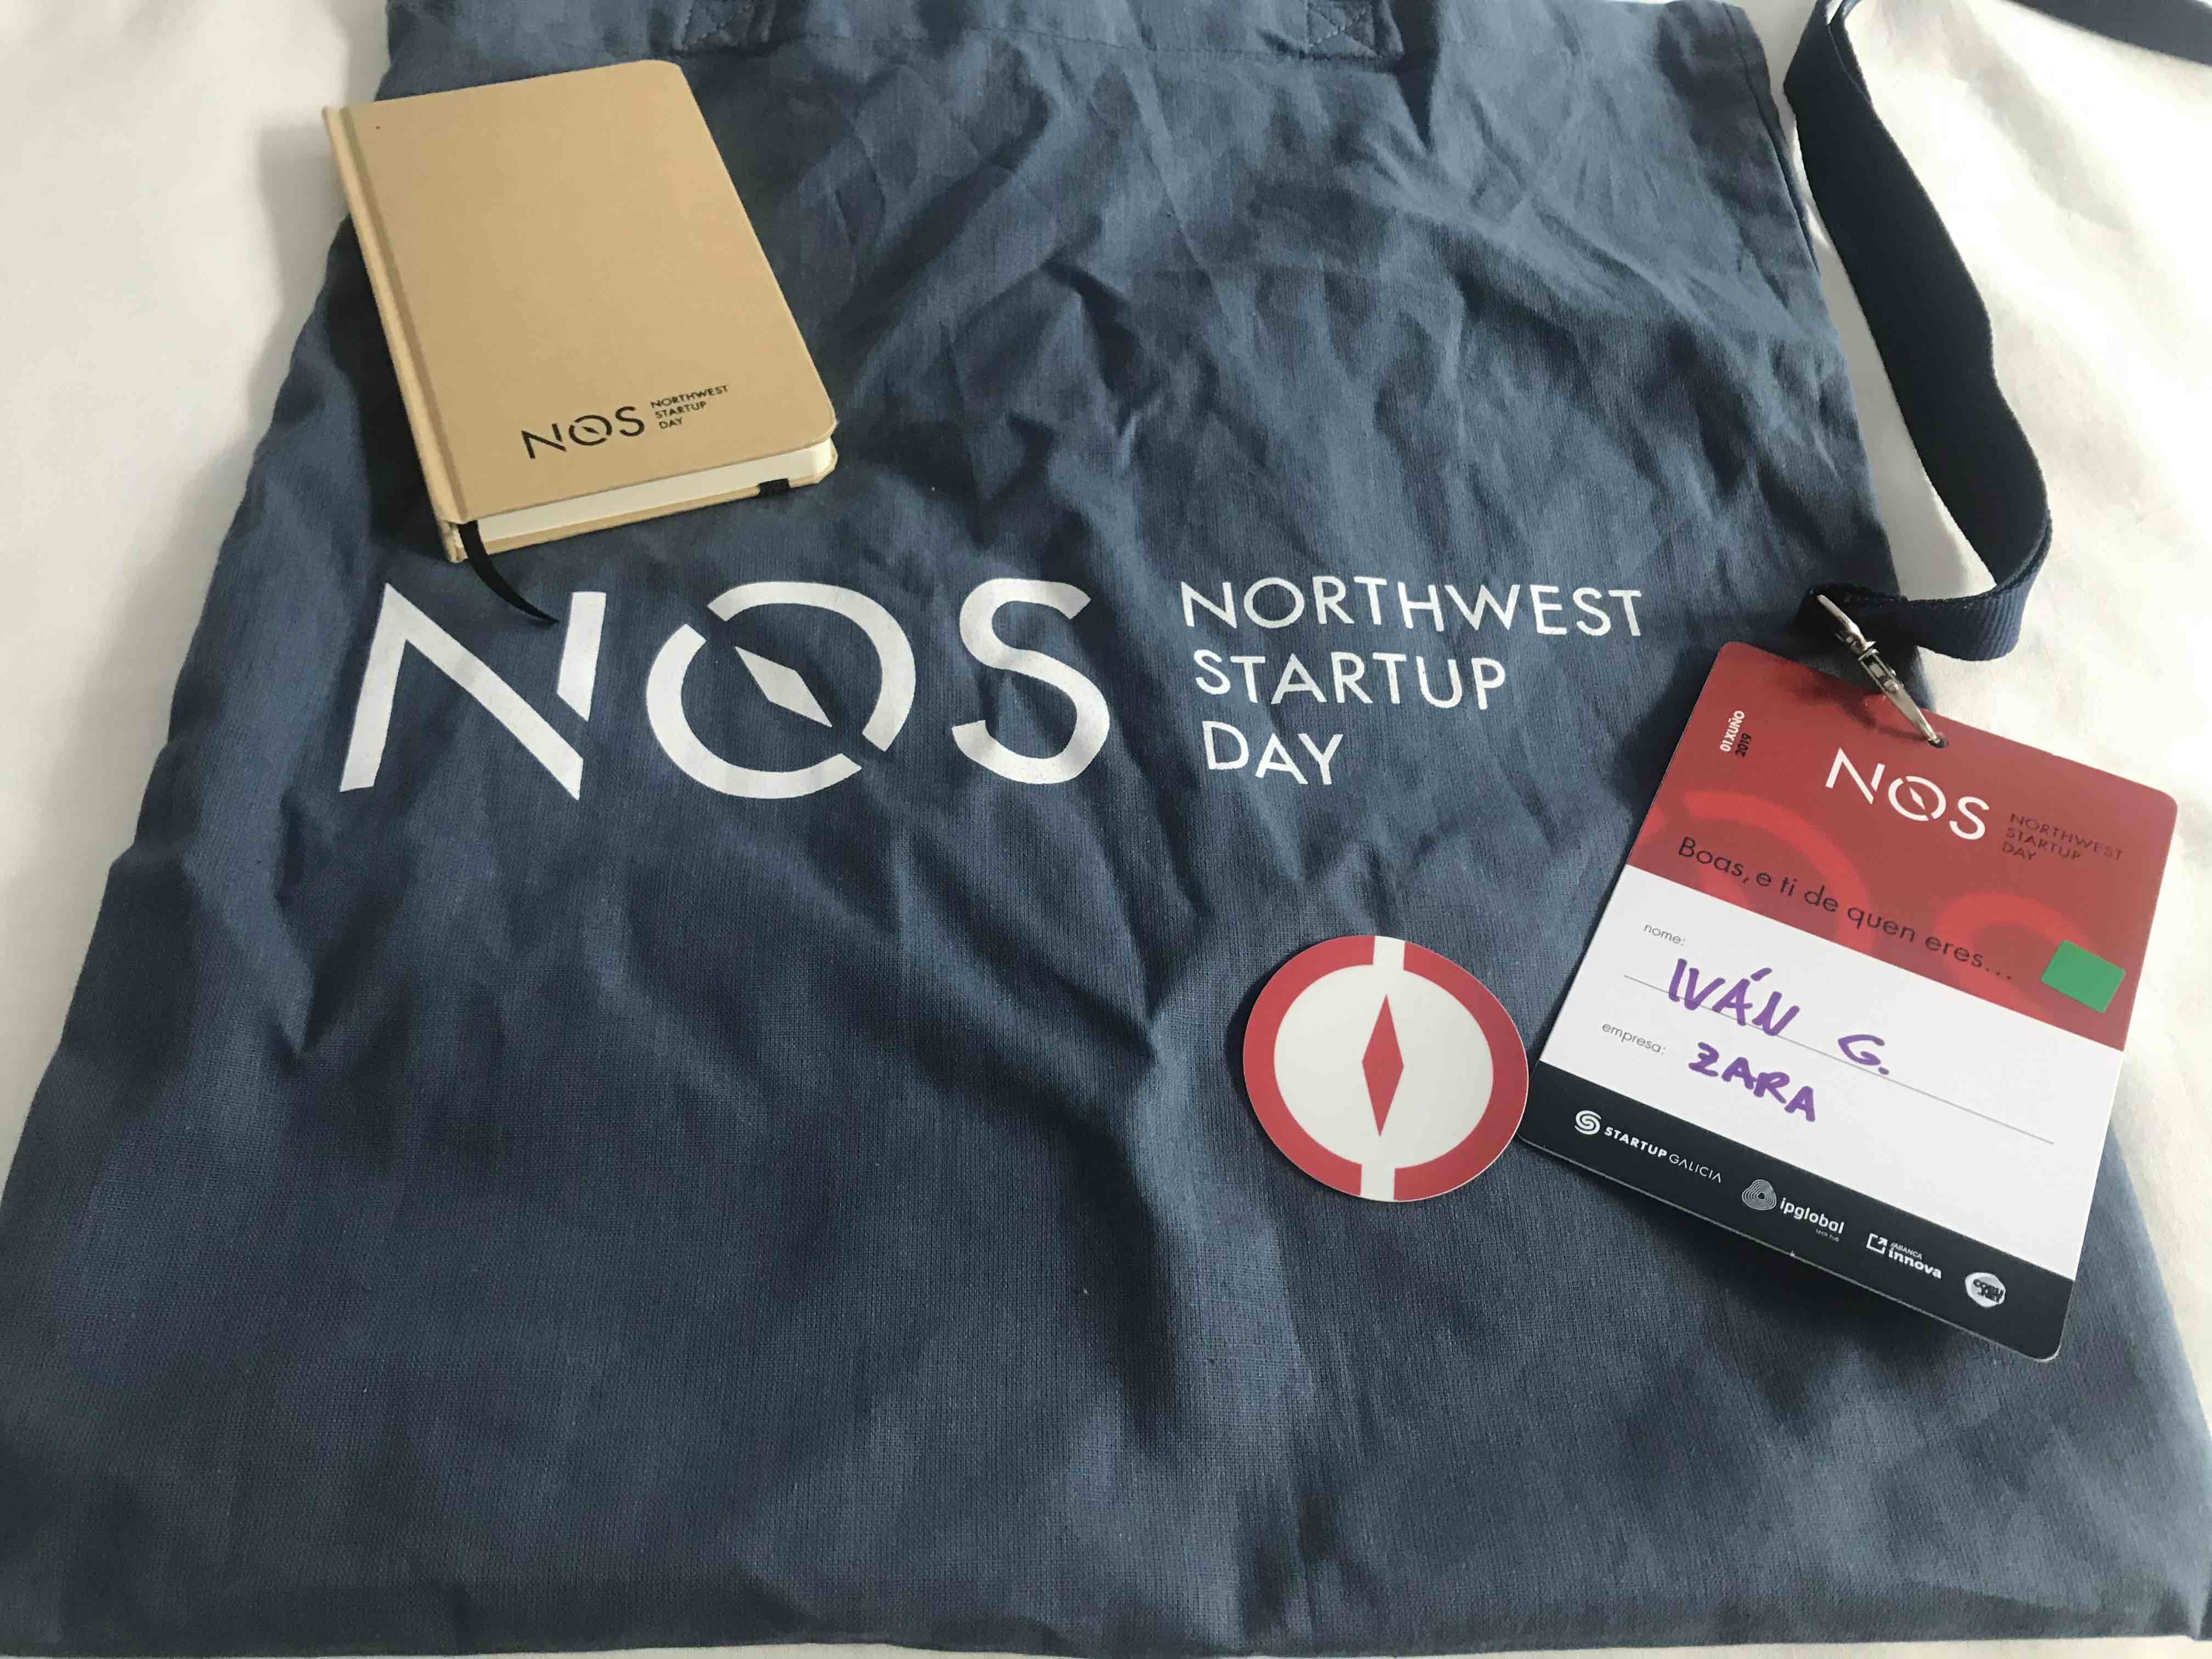 NOS NORTHWEST
STARTUP
DAY
NOS NORTHWEST
STARTUP
DAY
01 XUÑO
2019
NOS NORTHWEST
STARTUP
DAY
Boas, e ti de quen eres...
nome:
IVÁN G.
empresa: ZARA
STARTUP GALICIA
ipglobal
tech hub
ABANCA
innova